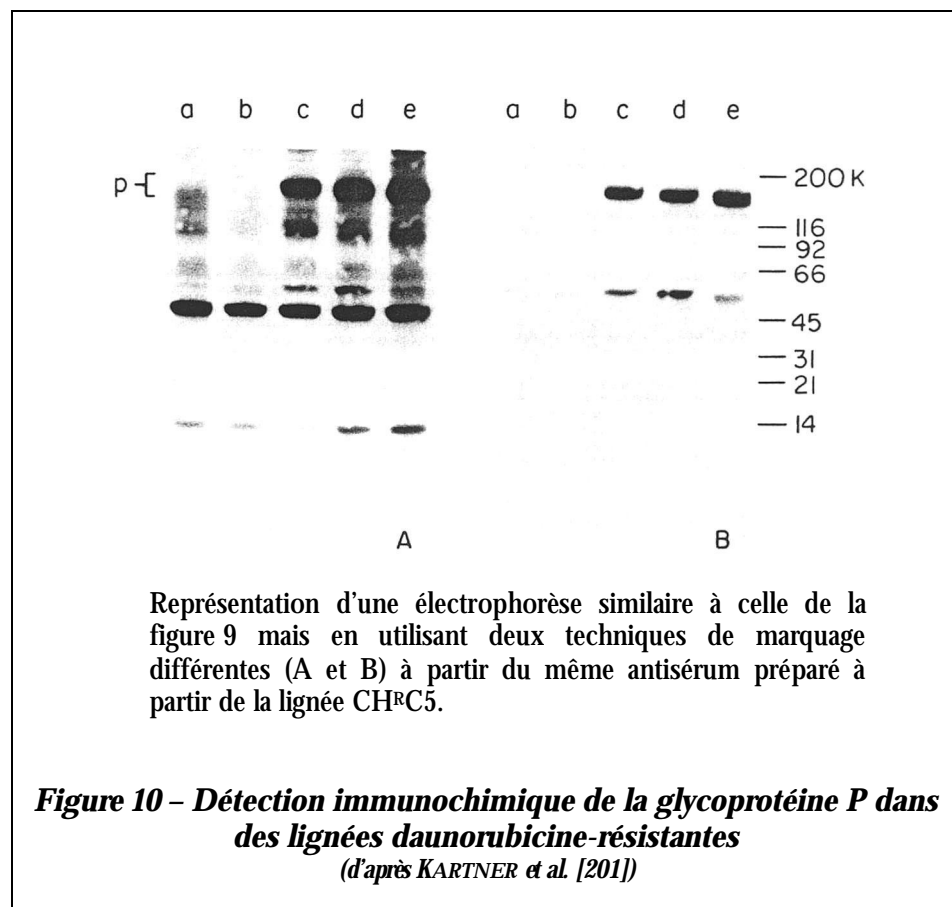 a b c d e
a b c d e
p
200 K
116
92
66
45
31
21
14
A
B
Représentation d'une électrophorèse similaire à celle de la
figure 9 mais en utilisant deux techniques de marquage
différentes (A et B) à partir du même antisérum préparé à
partir de la lignée CHᴿC5.
Figure 10 – Détection immunochimique de la glycoprotéine P dans
des lignées daunorubicine-résistantes
(d'après KARTNER et al. [201])